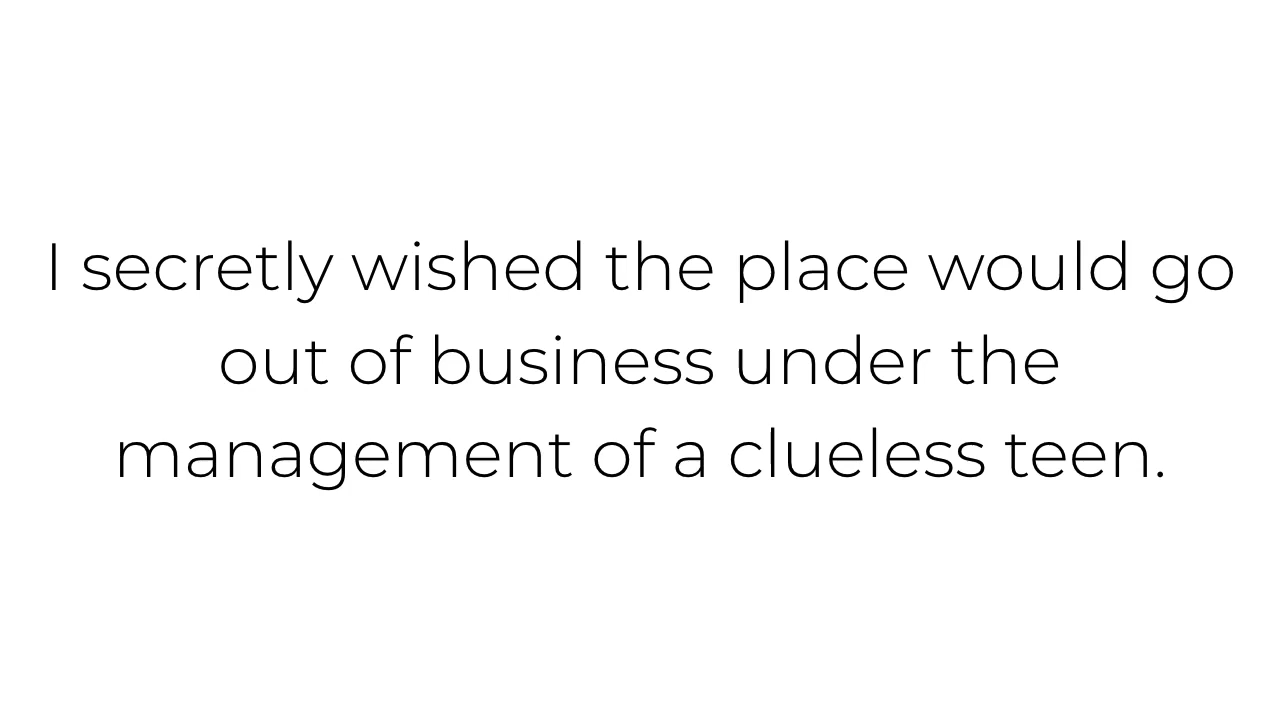 I secretly wished the place would go
out of business under the
management of a clueless teen.